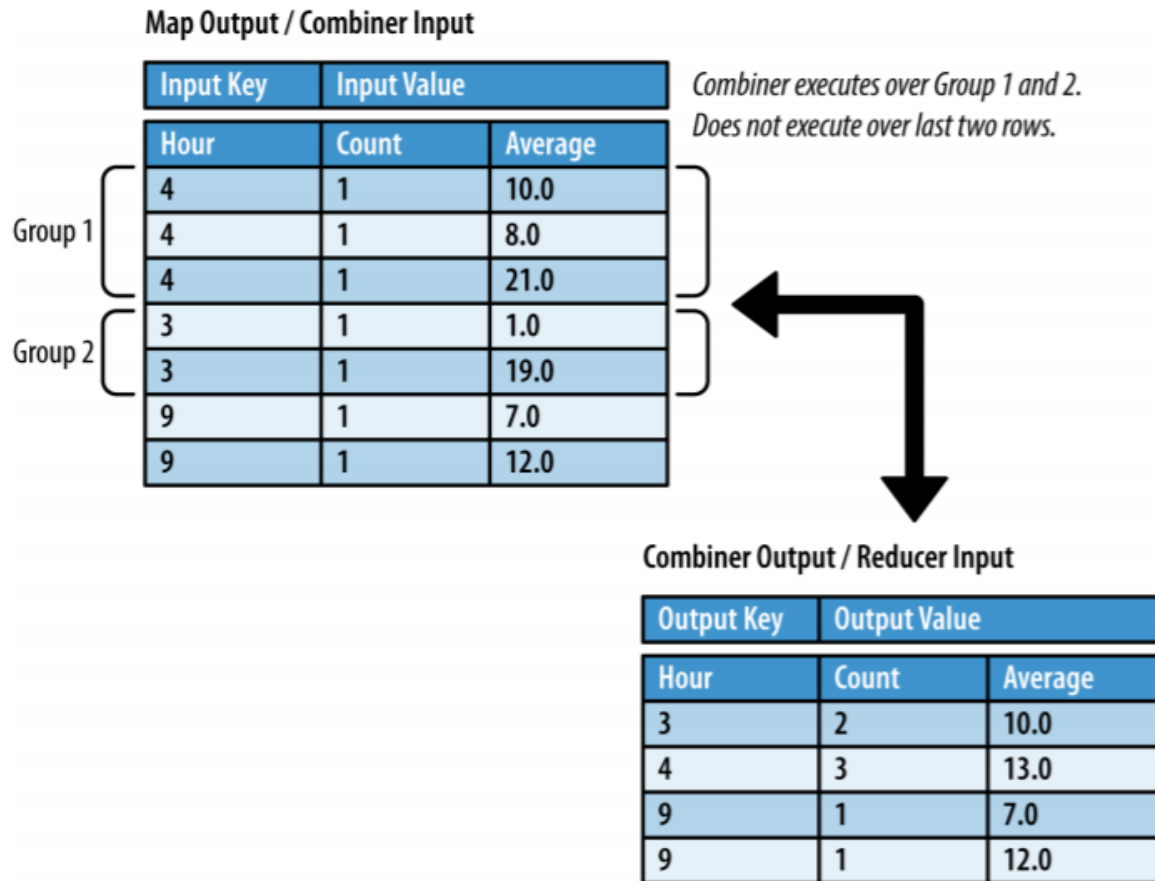 Map Output / Combiner Input
Input Key Input Value
Combiner executes over Group 1 and 2.
Does not execute over last two rows.
Hour Count Average
4 1 10.0
Group 1
4 1 8.0
4 1 21.0
3 1 1.0
Group 2
3 1 19.0
9 1 7.0
9 1 12.0
Combiner Output / Reducer Input
Output Key Output Value
Hour Count Average
3 2 10.0
4 3 13.0
9 1 7.0
9 1 12.0